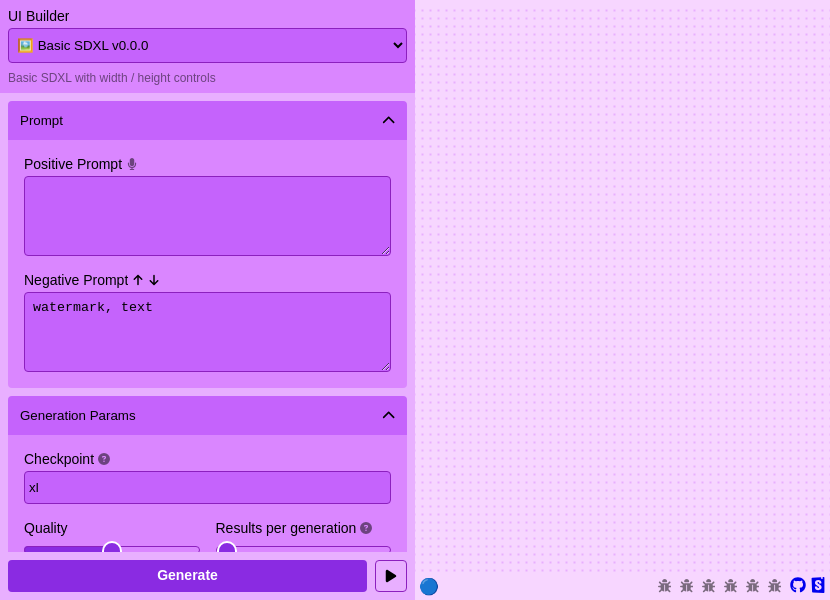 UI Builder
🖼️ Basic SDXL v0.0.0
Basic SDXL with width / height controls
Prompt
Positive Prompt
Negative Prompt
watermark, text
Generation Params
Checkpoint
xl
Quality
Results per generation
Generate